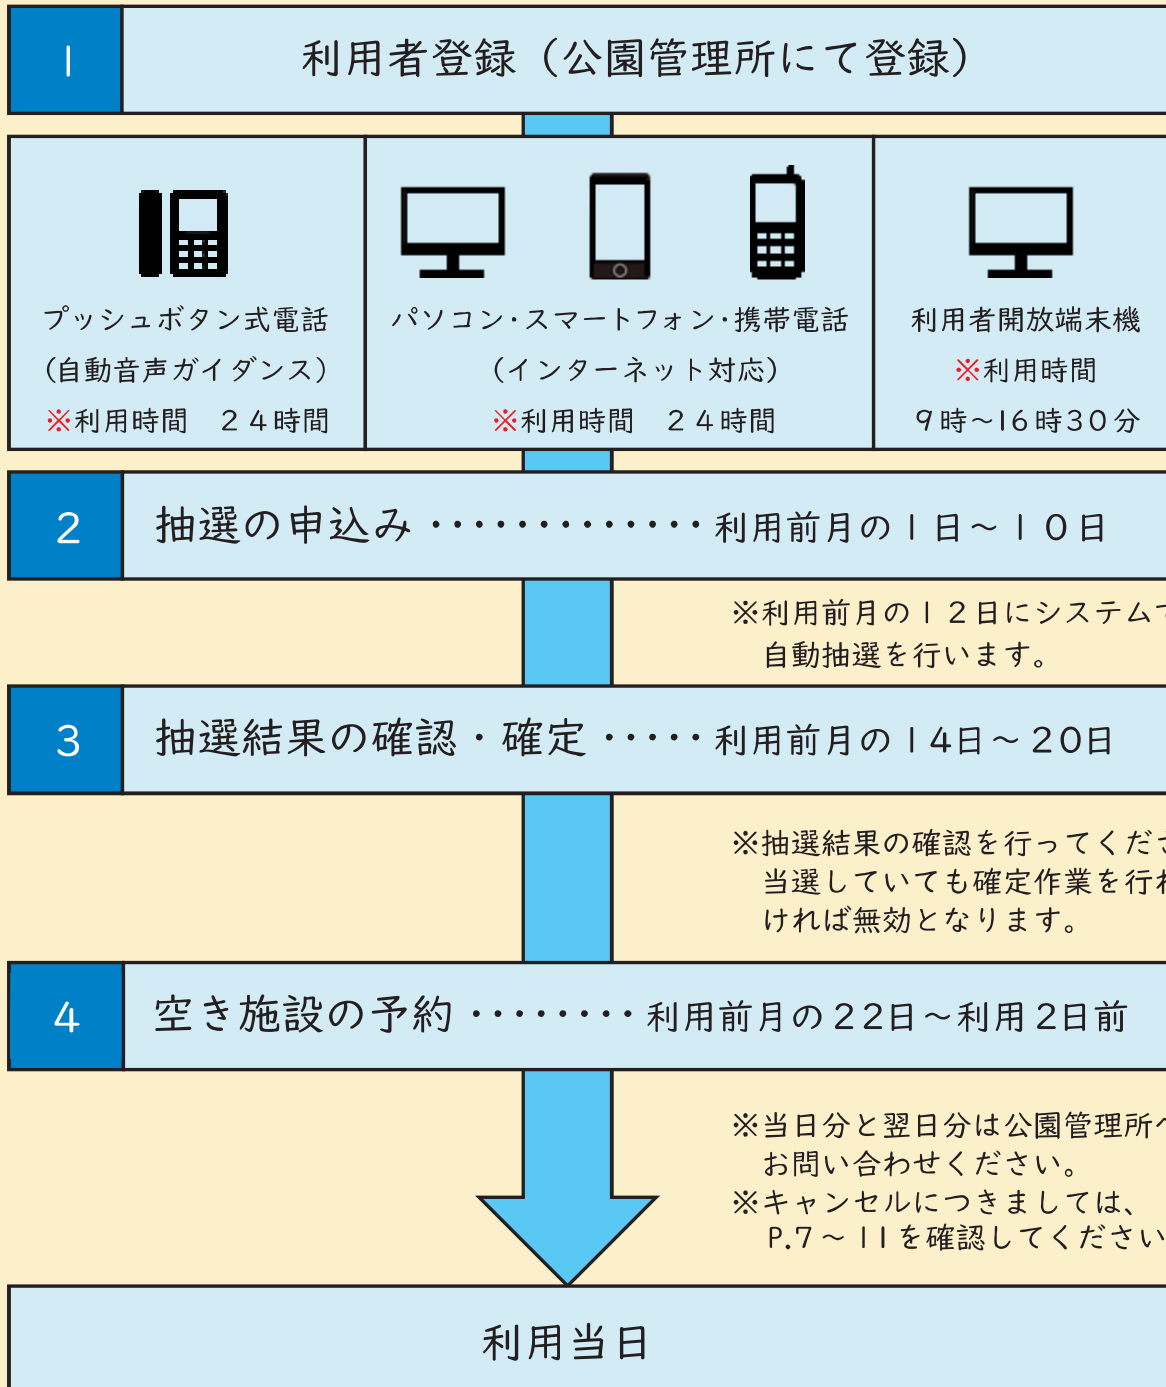 1 利用者登録（公園管理所にて登録）
プッシュボタン式電話
（自動音声ガイダンス）
※利用時間　２４時間
パソコン・スマートフォン・携帯電話
（インターネット対応）
※利用時間　２４時間
利用者開放端末機
※利用時間
９時～16時30分
2 抽選の申込み ・・・・・・・・・・・・・ 利用前月の１日～１０日
※利用前月の１２日にシステムで
自動抽選を行います。
3 抽選結果の確認・確定 ・・・・・ 利用前月の14日～20日
※抽選結果の確認を行ってくださ
当選していても確定作業を行わ
ければ無効となります。
4 空き施設の予約 ・・・・・・・・ 利用前月の22日～利用2日前
※当日分と翌日分は公園管理所へ
お問い合わせください。
※キャンセルにつきましては、
P.7～11を確認してください
利用当日